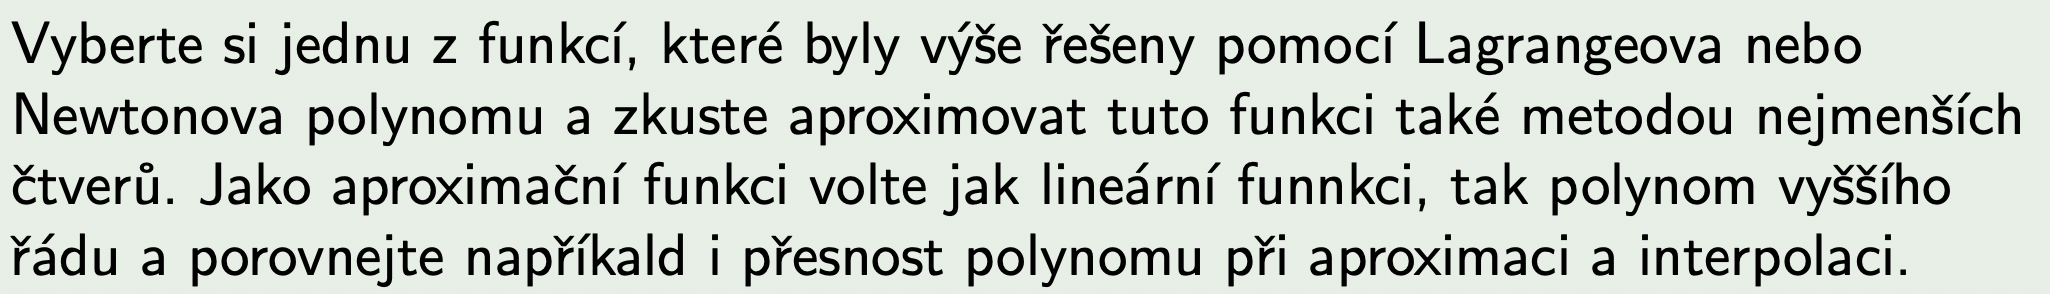 Vyberte si jednu z funkcí, které byly výše řešeny pomocí Lagrangeova nebo
Newtonova polynomu a zkuste aproximovat tuto funkci také metodou nejmenších
čtverů. Jako aproximační funkci volte jak lineární funnkci, tak polynom vyššího
řádu a porovnejte napříkald i přesnost polynomu při aproximaci a interpolaci.